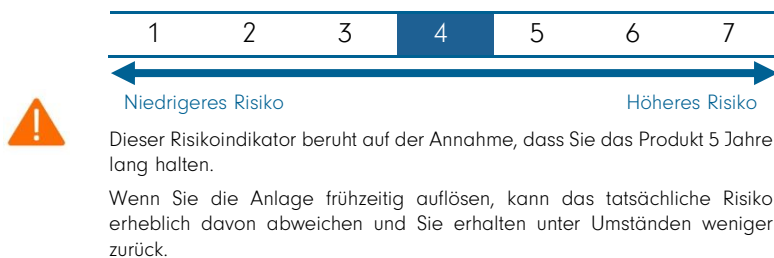 1 2 3 4 5 6 7
Niedrigeres Risiko Höheres Risiko
Dieser Risikoindikator beruht auf der Annahme, dass Sie das Produkt 5 Jahre
lang halten.
Wenn Sie die Anlage frühzeitig auflösen, kann das tatsächliche Risiko
erheblich davon abweichen und Sie erhalten unter Umständen weniger
zurück.